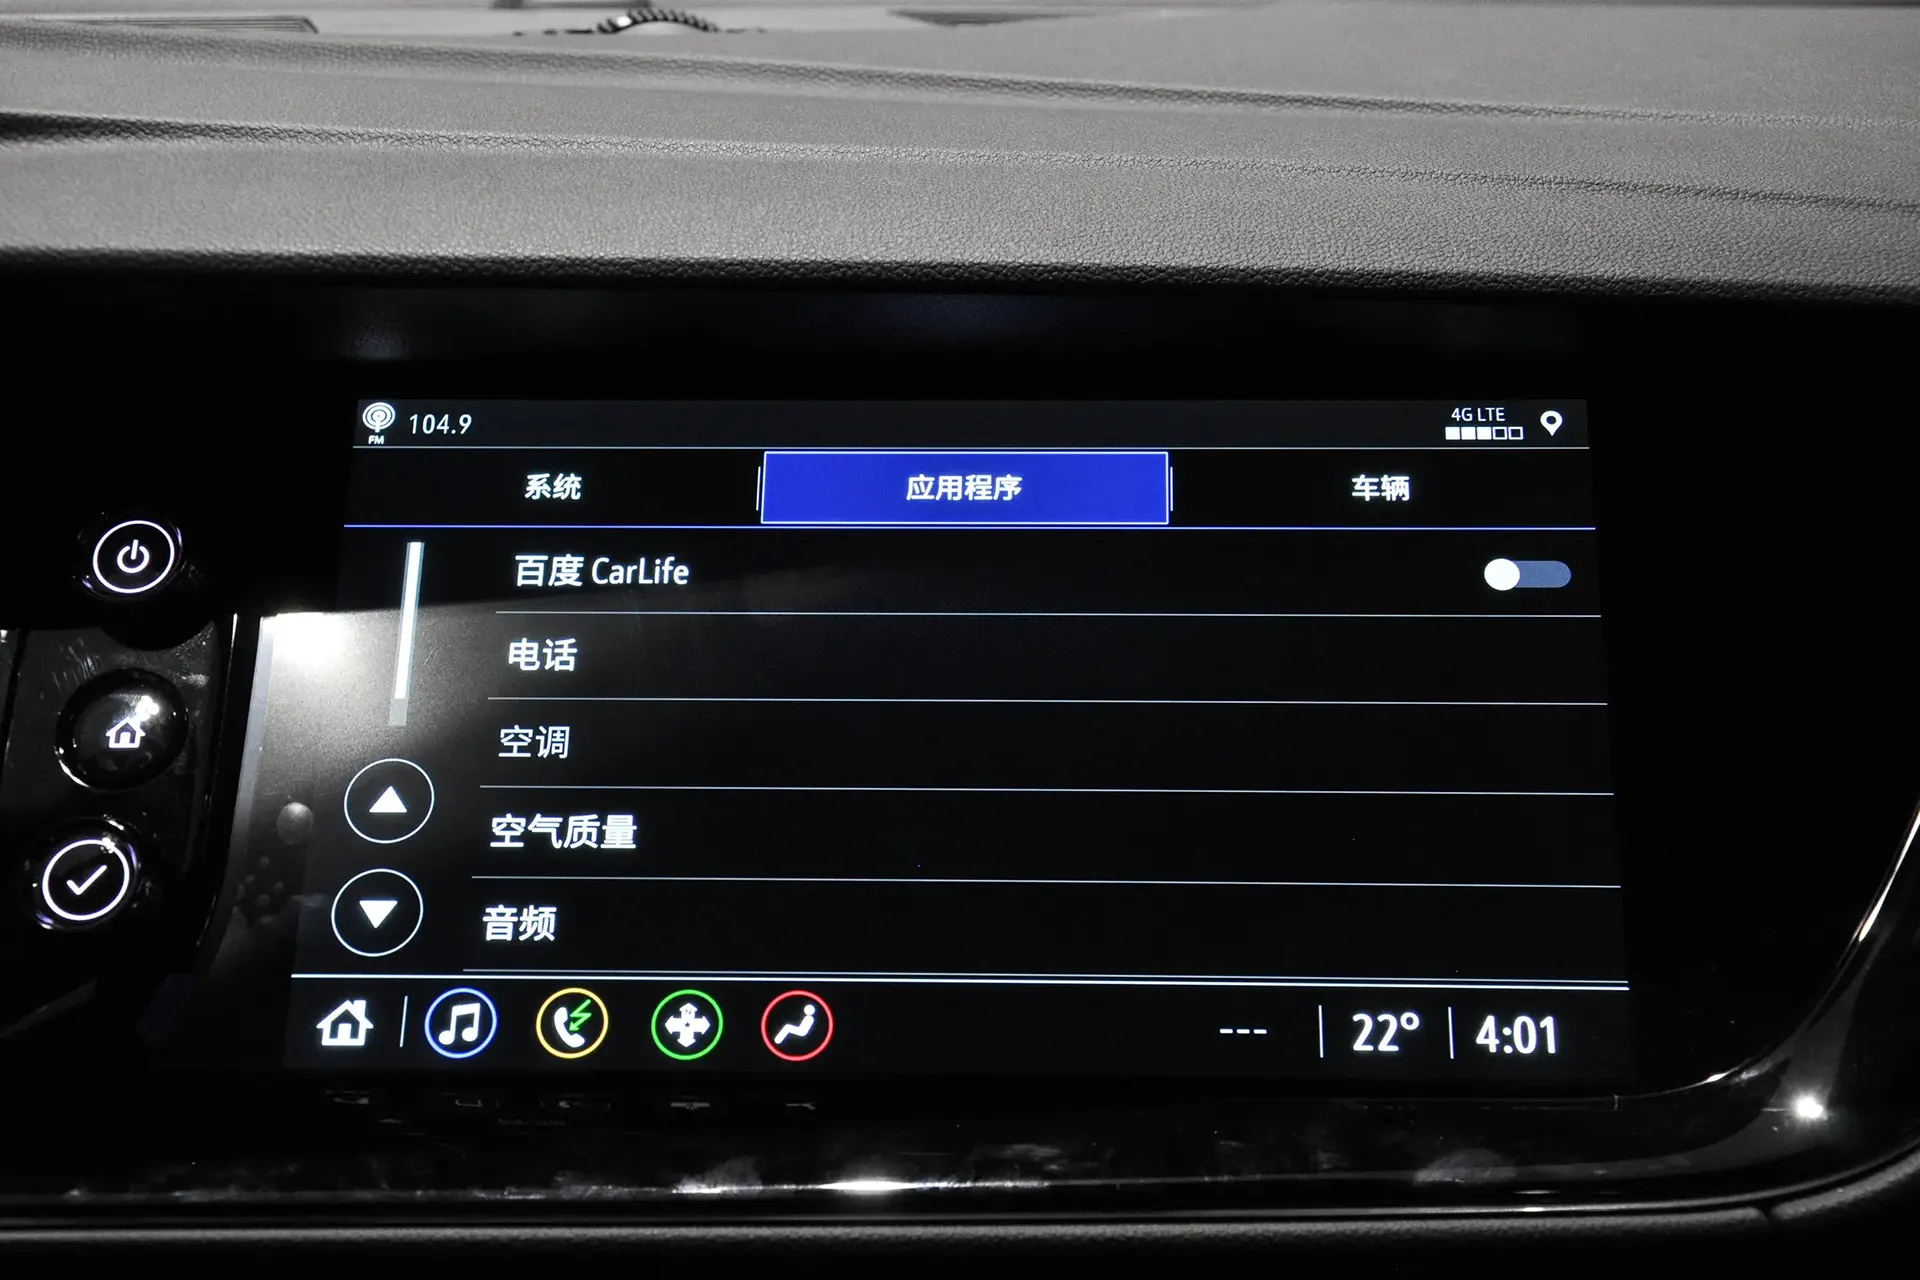 104.9
FM
4G LTE
系统
应用程序
车辆
百度 CarLife
电话
空调
空气质量
音频
---
22°
4:01